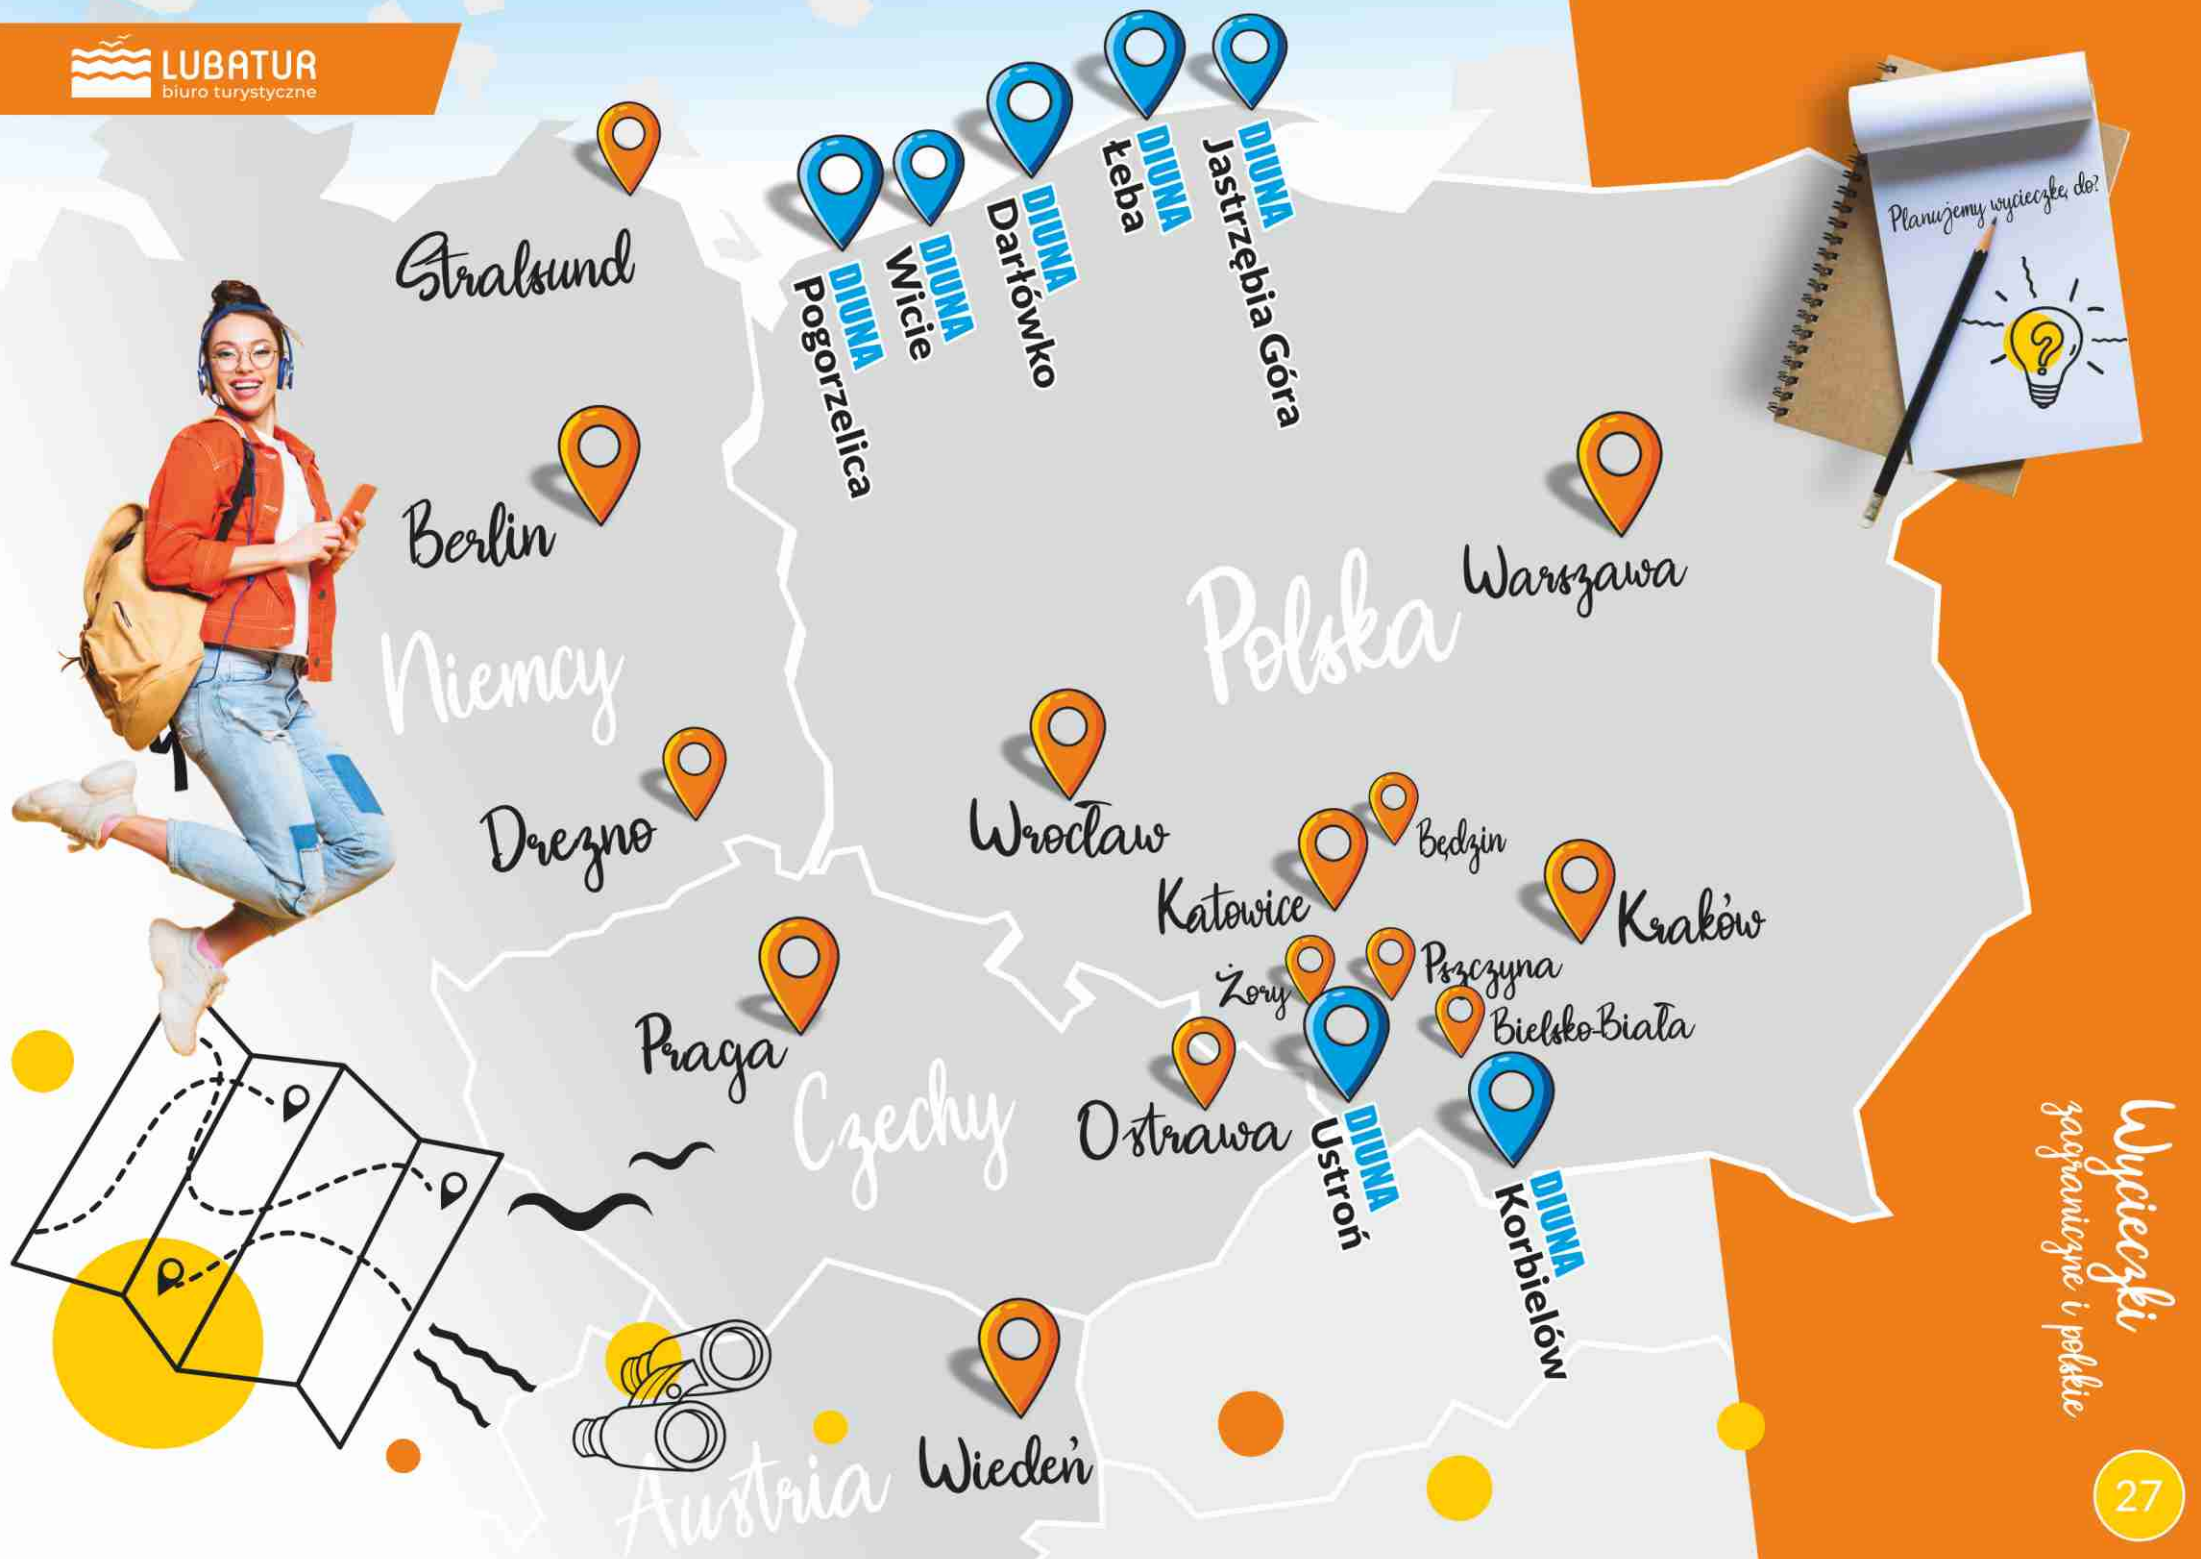 LUBATUR
biuro turystyczne
Planujemy wycieczkę do?
Stralsund
DIUNA
Pogorzelica
DIUNA
Wicie
DIUNA
Darłówko
DIUNA
Łeba
DIUNA
Jastrzębia Góra
Berlin
Warszawa
Polska
Niemcy
Drezno
Wrocław
Będzin
Katowice
Kraków
Pszczyna
Żory
Bielsko-Biała
Praga
Czechy
Ostrawa
DIUNA
Ustroń
DIUNA
Korbielów
Austria
Wiedeń
Wycieczki
zagraniczne i polskie
27